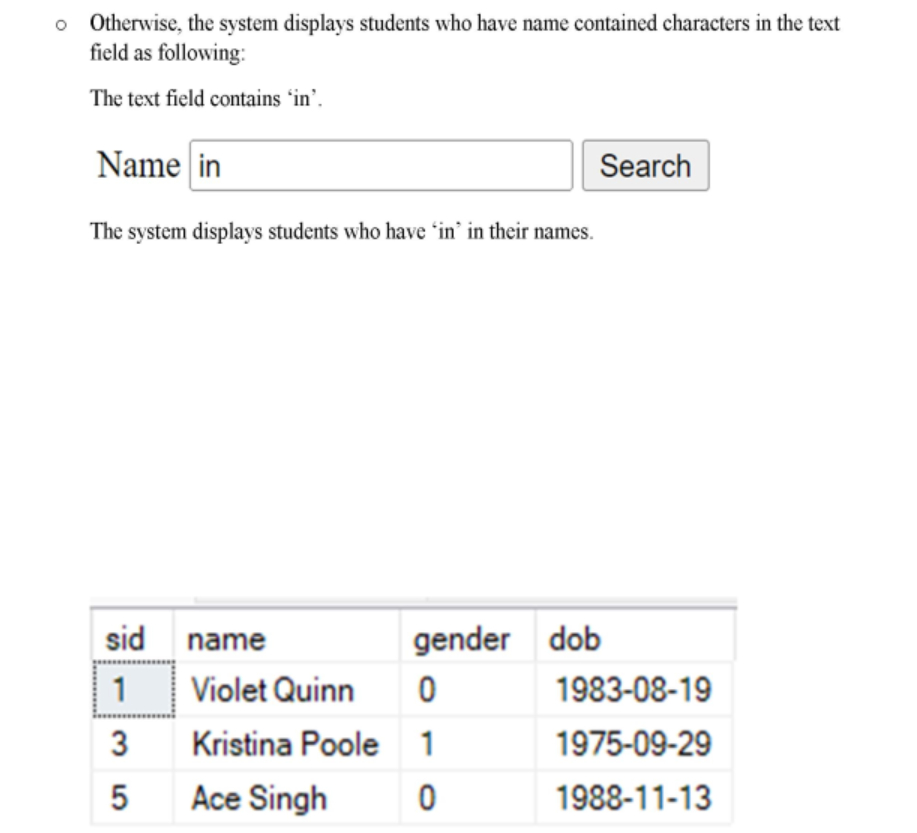 o Otherwise, the system displays students who have name contained characters in the text
field as following:
The text field contains ‘in’.
Name in Search
The system displays students who have ‘in’ in their names.
sid name gender dob
1 Violet Quinn 0 1983-08-19
3 Kristina Poole 1 1975-09-29
5 Ace Singh 0 1988-11-13